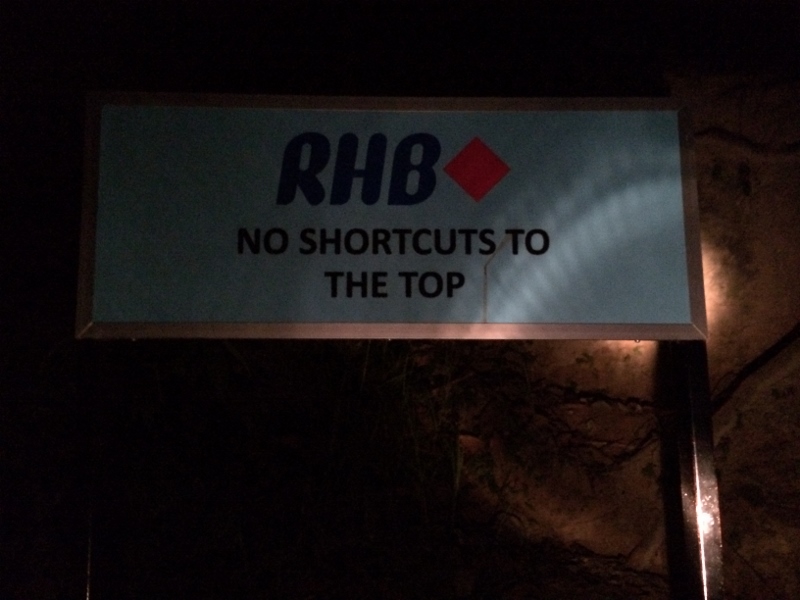 RHB
NO SHORTCUTS TO
THE TOP